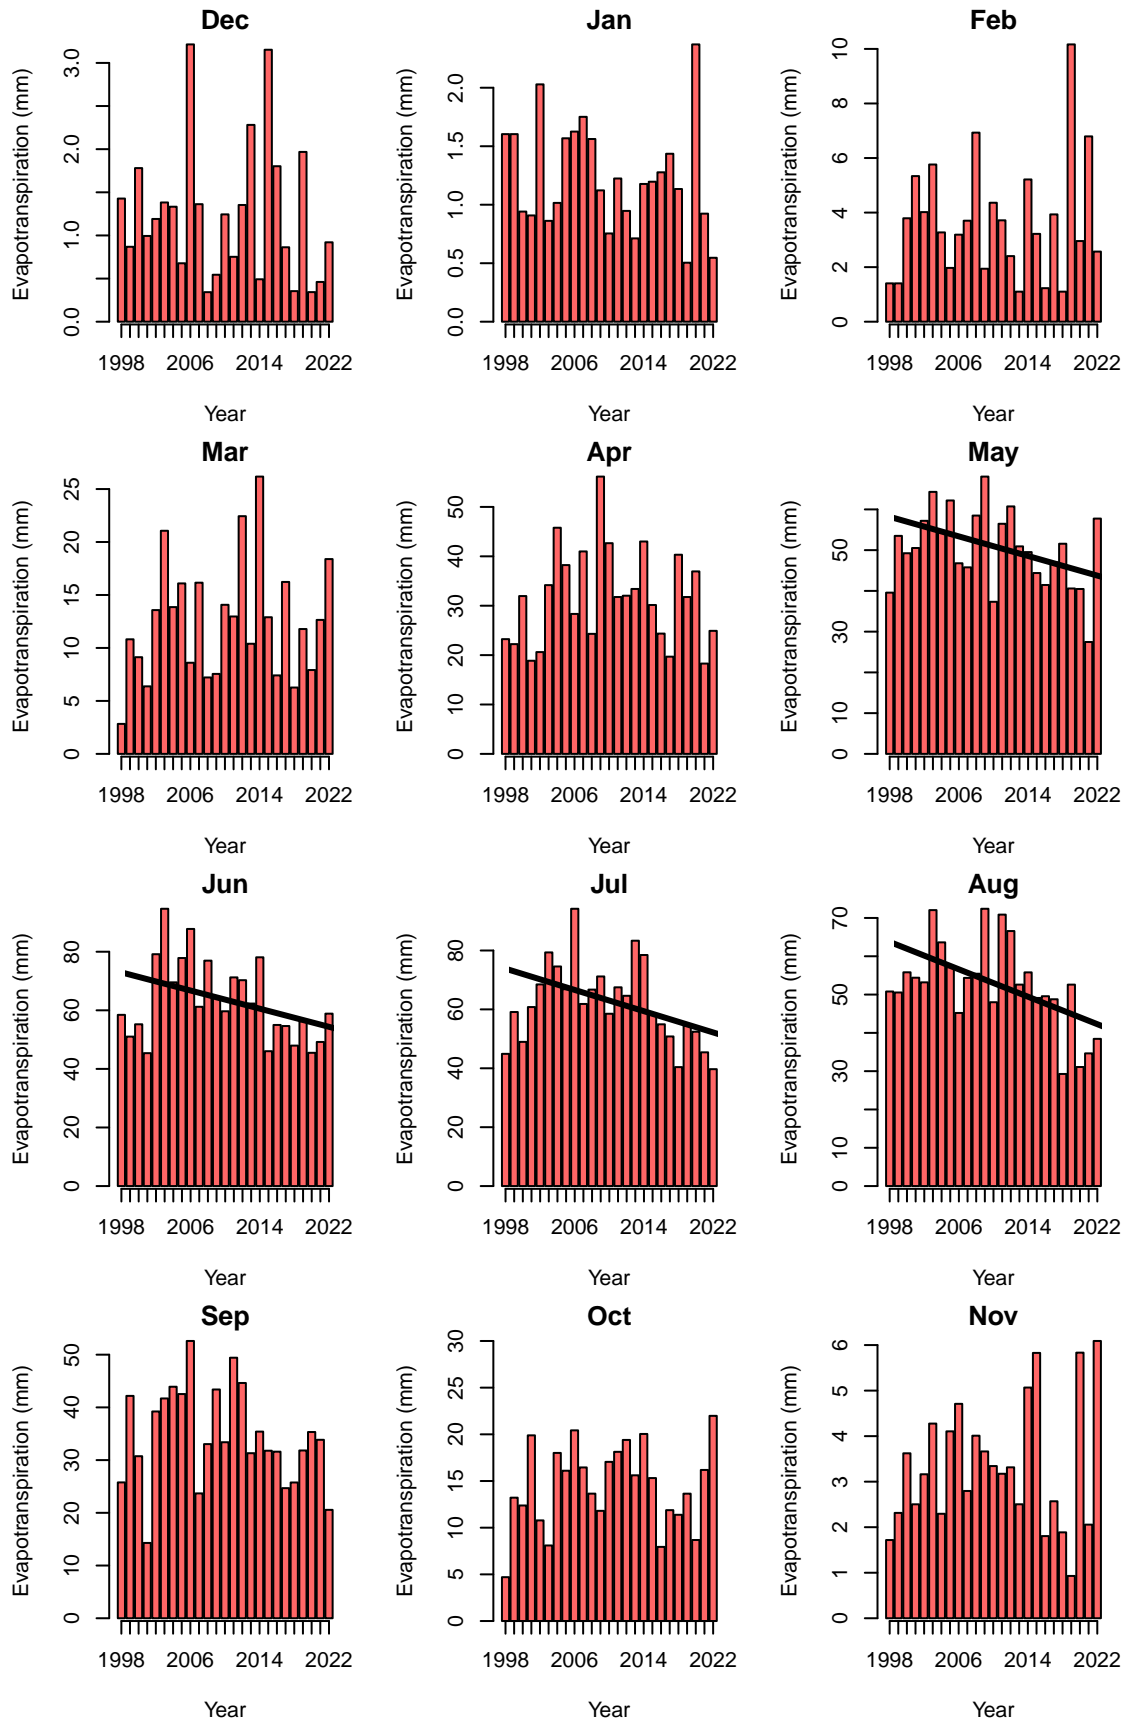 Dec
Evapotranspiration (mm)
0.0 1.0 2.0 3.0
1998 2006 2014 2022
Year
Jan
Evapotranspiration (mm)
0.0 0.5 1.0 1.5 2.0
1998 2006 2014 2022
Year
Feb
Evapotranspiration (mm)
0 2 4 6 8 10
1998 2006 2014 2022
Year
Mar
Evapotranspiration (mm)
0 5 10 15 20 25
1998 2006 2014 2022
Year
Apr
Evapotranspiration (mm)
0 10 20 30 40 50
1998 2006 2014 2022
Year
May
Evapotranspiration (mm)
0 10 30 50
1998 2006 2014 2022
Year
Jun
Evapotranspiration (mm)
0 20 40 60 80
1998 2006 2014 2022
Year
Jul
Evapotranspiration (mm)
0 20 40 60 80
1998 2006 2014 2022
Year
Aug
Evapotranspiration (mm)
0 10 30 50 70
1998 2006 2014 2022
Year
Sep
Evapotranspiration (mm)
0 10 20 30 40 50
1998 2006 2014 2022
Year
Oct
Evapotranspiration (mm)
0 5 10 15 20 25 30
1998 2006 2014 2022
Year
Nov
Evapotranspiration (mm)
0 1 2 3 4 5 6
1998 2006 2014 2022
Year